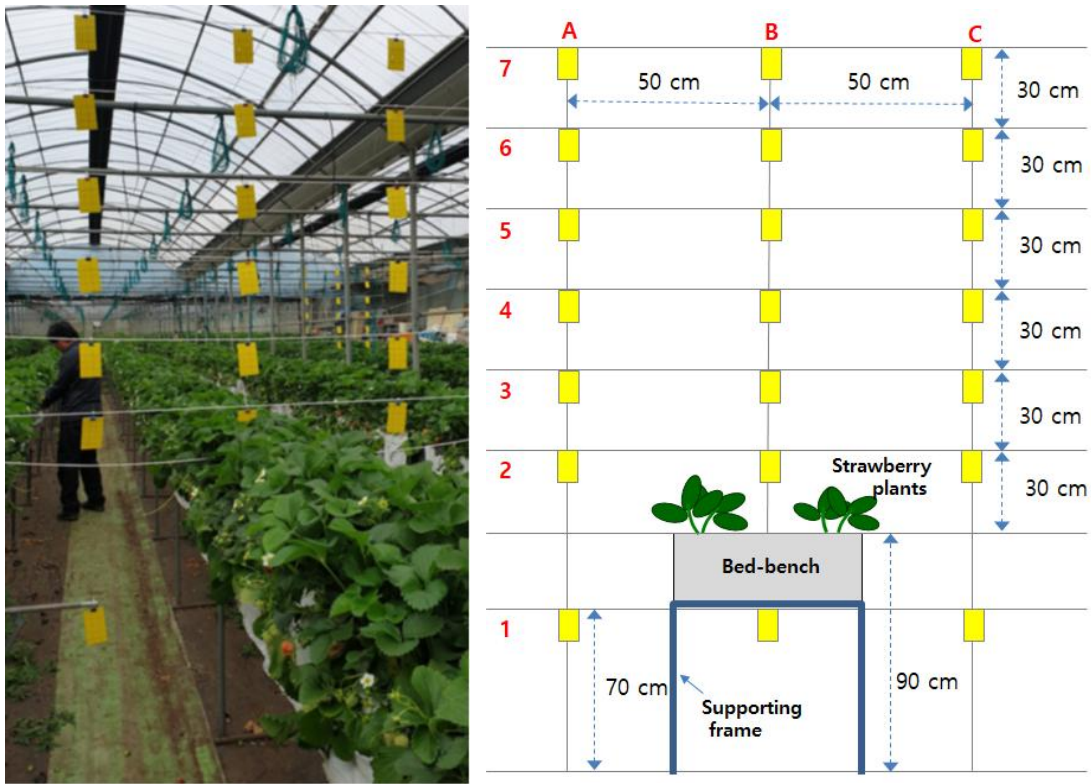 A B C
7
50 cm 50 cm
30 cm
6
30 cm
5
30 cm
4
30 cm
3
30 cm
2
Strawberry
plants
30 cm
Bed-bench
1
70 cm
90 cm
Supporting
frame